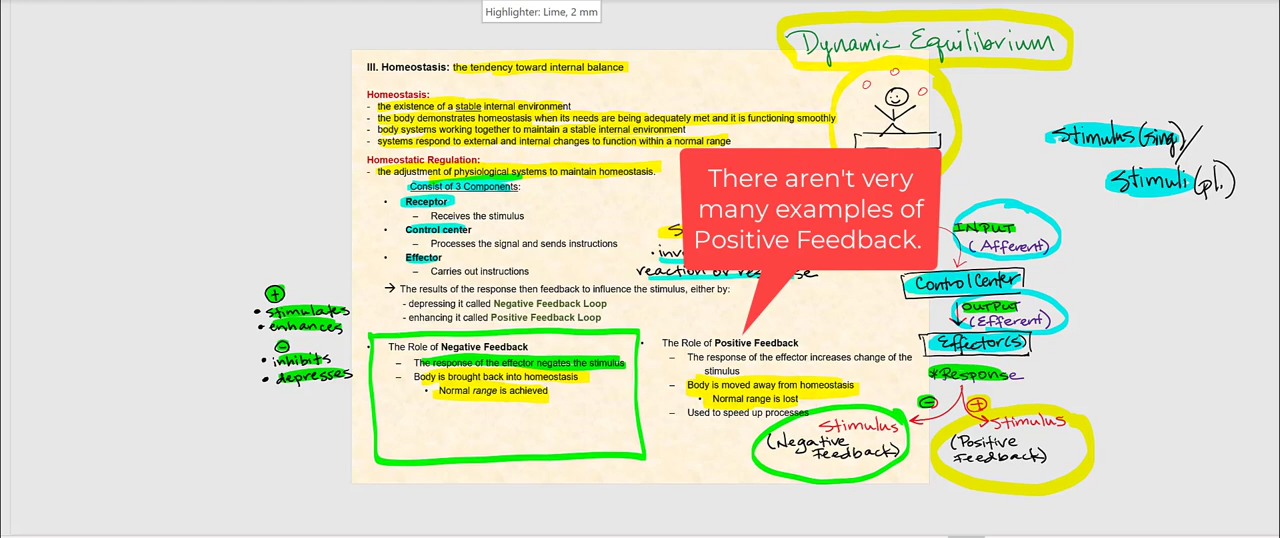 Highlighter: Lime, 2 mm
Dynamic Equilibrium
III. Homeostasis: the tendency toward internal balance
Homeostasis:
- the existence of a stable internal environment
- the body demonstrates homeostasis when its needs are being adequately met and it is functioning smoothly
- body systems working together to maintain a stable internal environment
- systems respond to external and internal changes to function within a normal range
Homeostatic Regulation:
- the adjustment of physiological systems to maintain homeostasis.
Consist of 3 Components:
• Receptor
– Receives the stimulus
• Control center
– Processes the signal and sends instructions
• Effector
– Carries out instructions
→ The results of the response then feedback to influence the stimulus, either by:
- depressing it called Negative Feedback Loop
- enhancing it called Positive Feedback Loop
+
• stimulates
• enhances
−
• inhibits
• depresses
• The Role of Negative Feedback
– The response of the effector negates the stimulus
– Body is brought back into homeostasis
• Normal range is achieved
There aren't very
many examples of
Positive Feedback.
reaction or response
• The Role of Positive Feedback
– The response of the effector increases change of the
stimulus
– Body is moved away from homeostasis
• Normal range is lost
– Used to speed up processes
Stimulus (sing)/
Stimuli (pl.)
INPUT
(Afferent)
Control Center
OUTPUT
(Efferent)
Effector(s)
*Response
− +
Stimulus
(Negative
Feedback)
Stimulus
(Positive
Feedback)